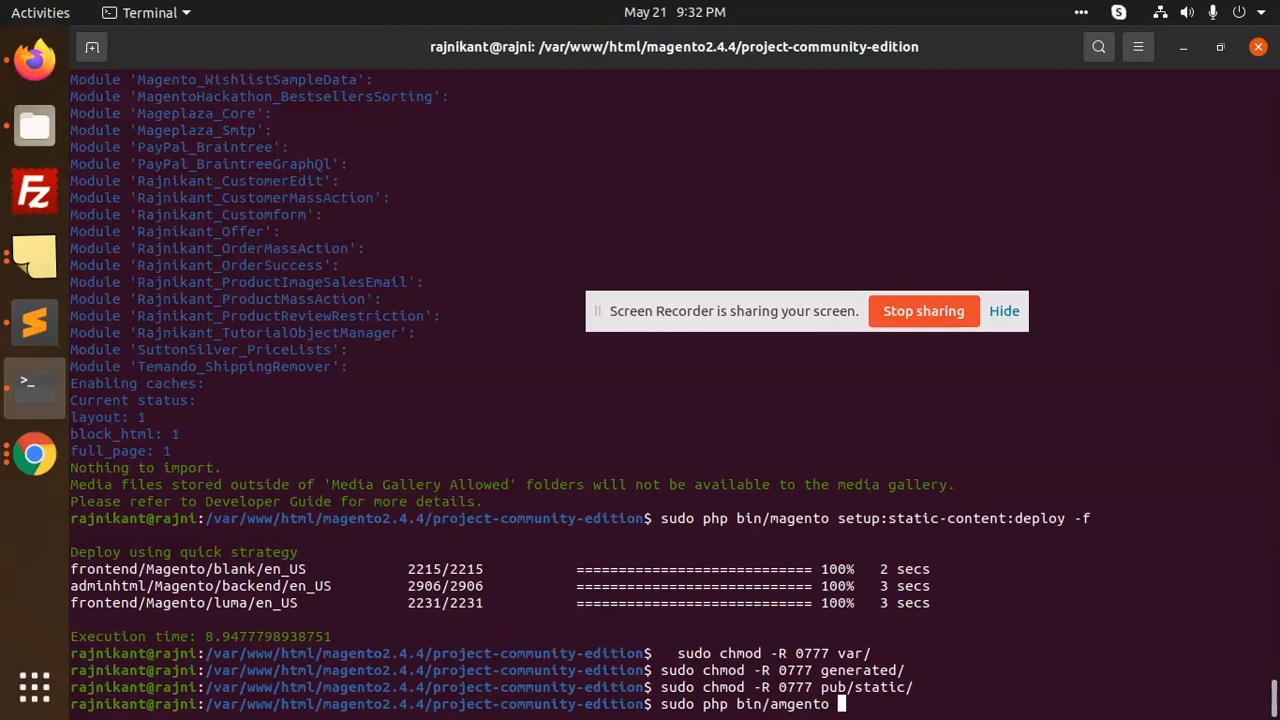 Activities
Terminal
May 21 9:32 PM
rajnikant@rajni: /var/www/html/magento2.4.4/project-community-edition
Module 'Magento_WishlistSampleData':
Module 'MagentoHackathon_BestsellersSorting':
Module 'Mageplaza_Core':
Module 'Mageplaza_Smtp':
Module 'PayPal_Braintree':
Module 'PayPal_BraintreeGraphQl':
Module 'Rajnikant_CustomerEdit':
Module 'Rajnikant_CustomerMassAction':
Module 'Rajnikant_Customform':
Module 'Rajnikant_Offer':
Module 'Rajnikant_OrderMassAction':
Module 'Rajnikant_OrderSuccess':
Module 'Rajnikant_ProductImageSalesEmail':
Module 'Rajnikant_ProductMassAction':
Module 'Rajnikant_ProductReviewRestriction':
Module 'Rajnikant_TutorialObjectManager':
Module 'SuttonSilver_PriceLists':
Module 'Temando_ShippingRemover':
Screen Recorder is sharing your screen. Stop sharing Hide
Enabling caches:
Current status:
layout: 1
block_html: 1
full_page: 1
Nothing to import.
Media files stored outside of 'Media Gallery Allowed' folders will not be available to the media gallery.
Please refer to Developer Guide for more details.
rajnikant@rajni:/var/www/html/magento2.4.4/project-community-edition$ sudo php bin/magento setup:static-content:deploy -f
Deploy using quick strategy
frontend/Magento/blank/en_US 2215/2215 ============================ 100% 2 secs
adminhtml/Magento/backend/en_US 2906/2906 ============================ 100% 3 secs
frontend/Magento/luma/en_US 2231/2231 ============================ 100% 3 secs
Execution time: 8.9477798938751
rajnikant@rajni:/var/www/html/magento2.4.4/project-community-edition$   sudo chmod -R 0777 var/
rajnikant@rajni:/var/www/html/magento2.4.4/project-community-edition$ sudo chmod -R 0777 generated/
rajnikant@rajni:/var/www/html/magento2.4.4/project-community-edition$ sudo chmod -R 0777 pub/static/
rajnikant@rajni:/var/www/html/magento2.4.4/project-community-edition$ sudo php bin/amgento